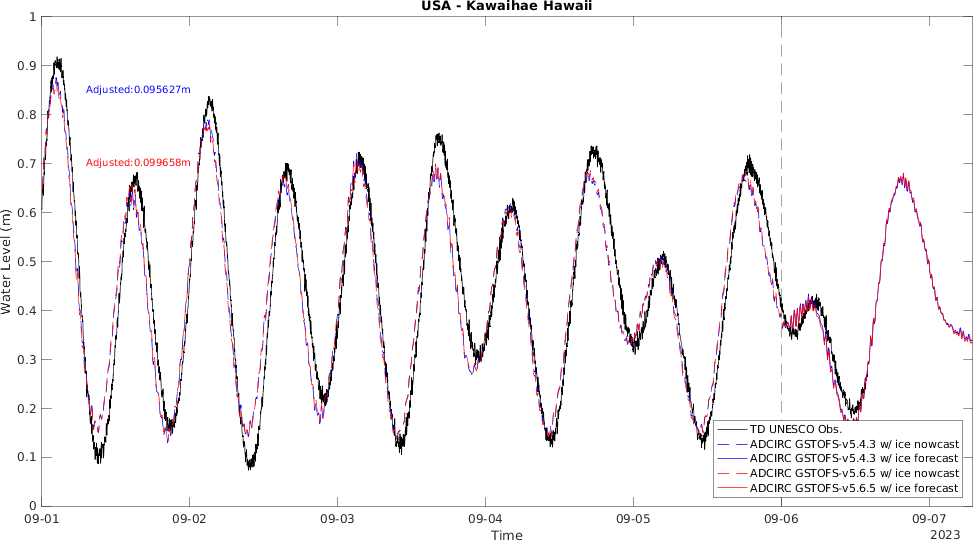 USA - Kawaihae Hawaii
1
0.9
0.8
0.7
0.6
0.5
0.4
0.3
0.2
0.1
0
Water Level (m)
Adjusted:0.095627m
Adjusted:0.099658m
TD UNESCO Obs.
ADCIRC GSTOFS-v5.4.3 w/ ice nowcast
ADCIRC GSTOFS-v5.4.3 w/ ice forecast
ADCIRC GSTOFS-v5.6.5 w/ ice nowcast
ADCIRC GSTOFS-v5.6.5 w/ ice forecast
09-01 09-02 09-03 09-04 09-05 09-06 09-07
Time
2023